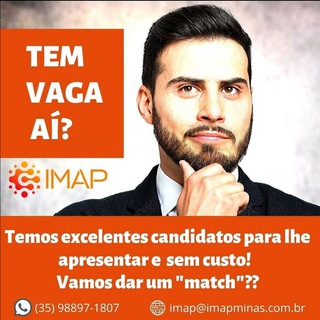 TEM
VAGA
AÍ?
IMAP
Temos excelentes candidatos para lhe
apresentar e sem custo!
Vamos dar um "match"??
(35) 98897-1807
imap@imapminas.com.br